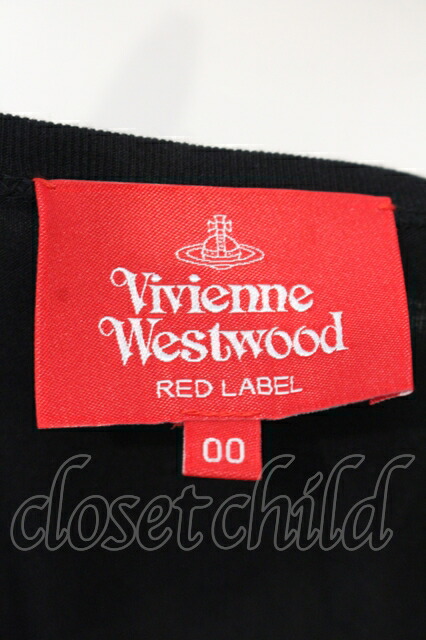 Vivienne
Westwood
RED LABEL
00
closetchild